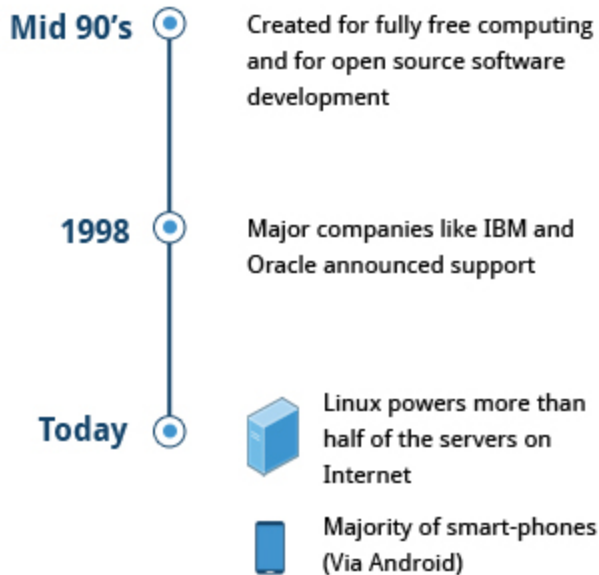 Mid 90's
Created for fully free computing
and for open source software
development
1998
Major companies like IBM and
Oracle announced support
Today
Linux powers more than
half of the servers on
Internet
Majority of smart-phones
(Via Android)